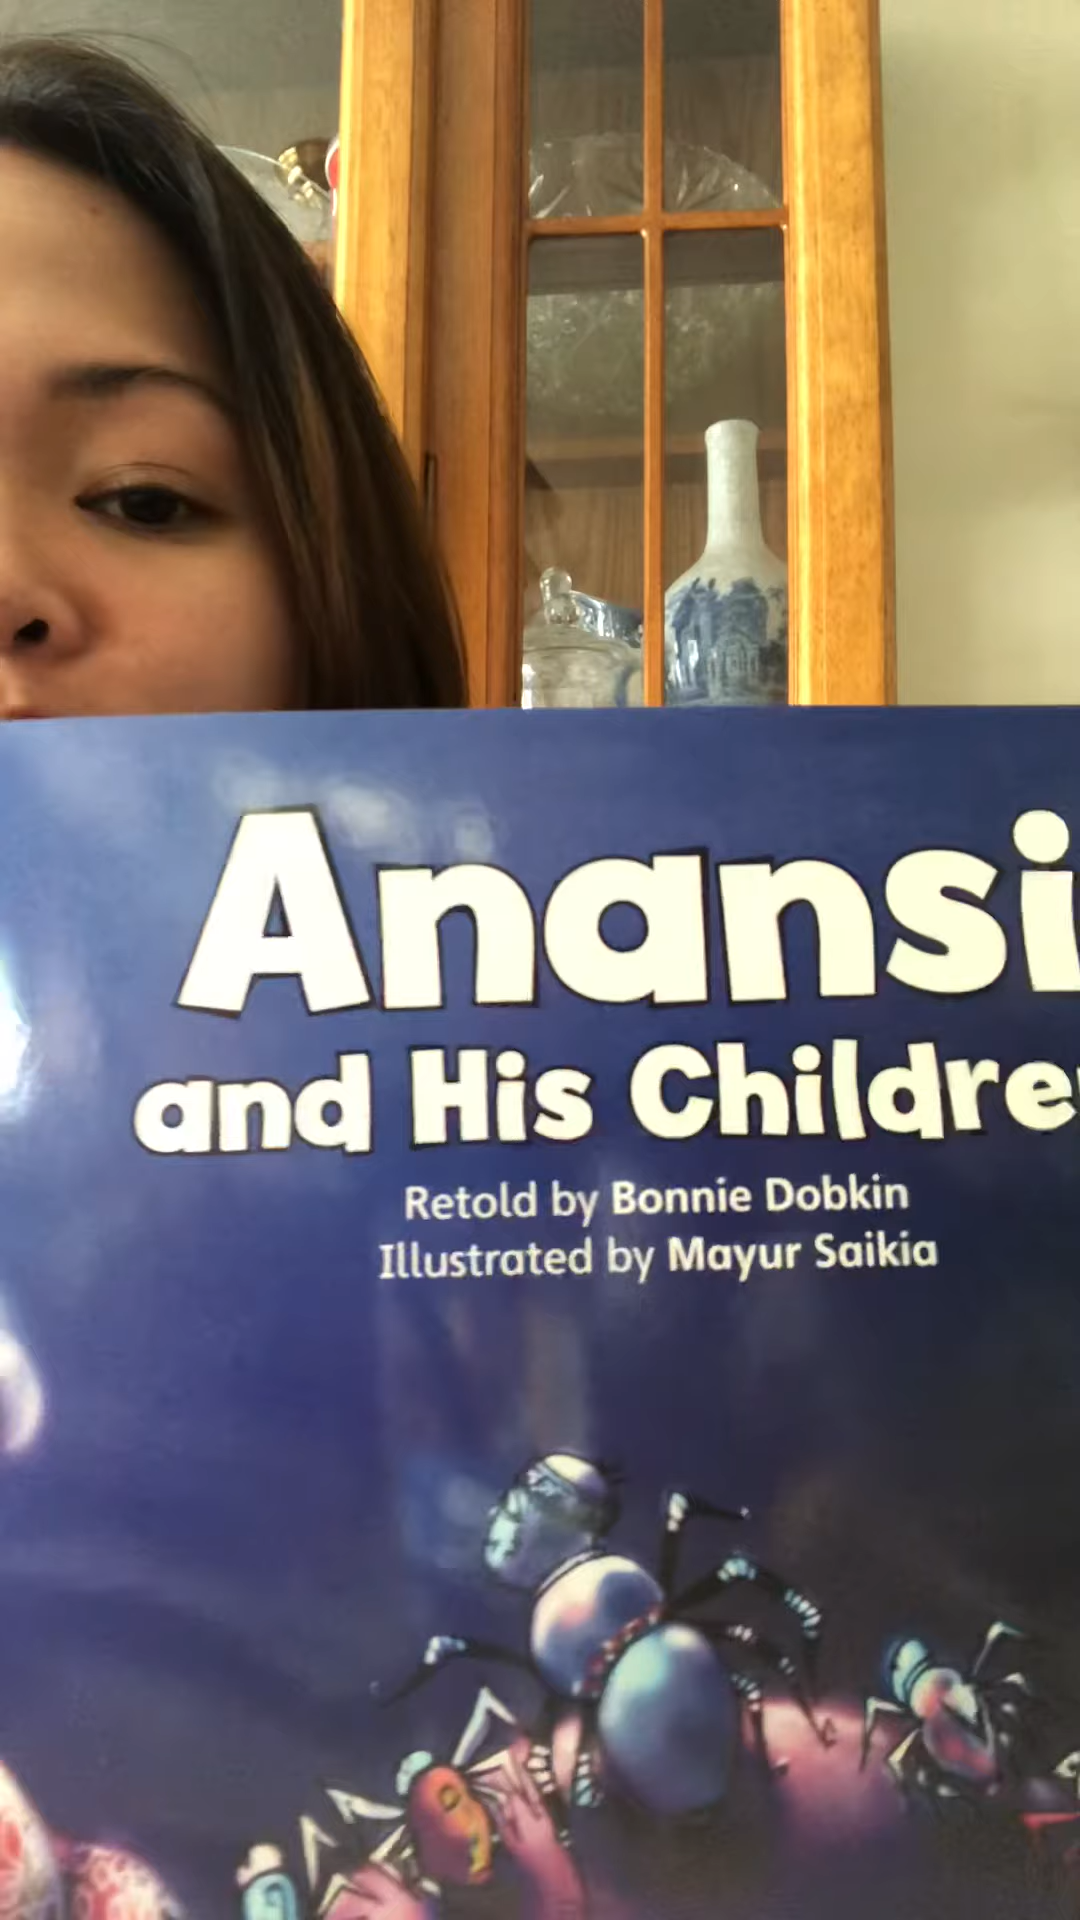 Anansi
and His Children
Retold by Bonnie Dobkin
Illustrated by Mayur Saikia